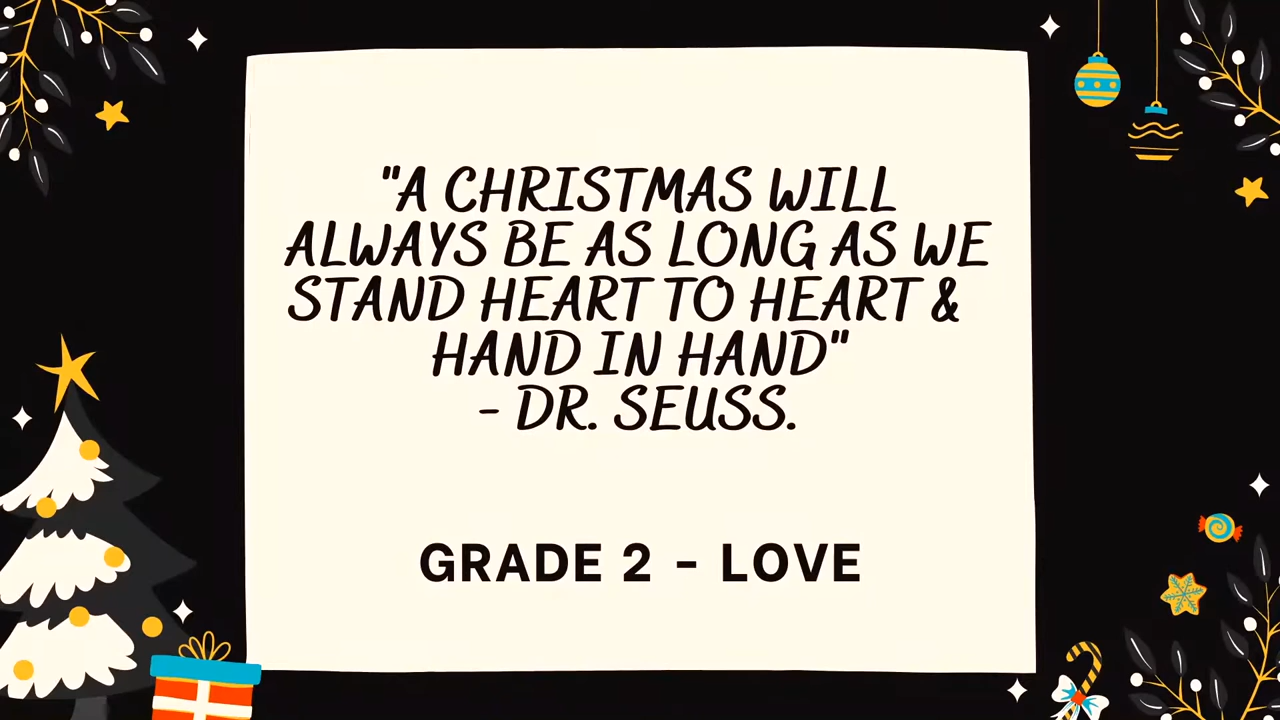 "A CHRISTMAS WILL
ALWAYS BE AS LONG AS WE
STAND HEART TO HEART &
HAND IN HAND"
- DR. SEUSS.
GRADE 2 - LOVE